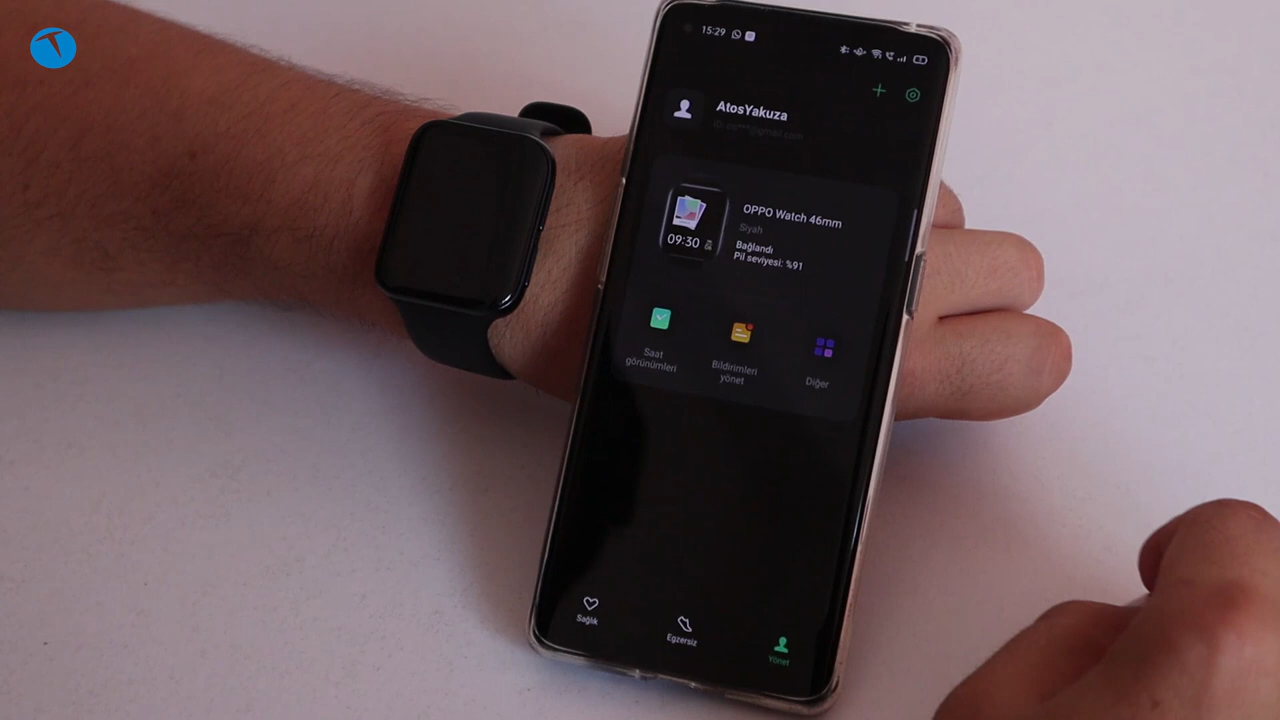 15:29
AtosYakuza
OPPO Watch 46mm
Siyah
09:30
Bağlandı
Pil seviyesi: %91
Saat
görünümleri
Bildirimleri
yönet
Diğer
Sağlık
Egzersiz
Yönet